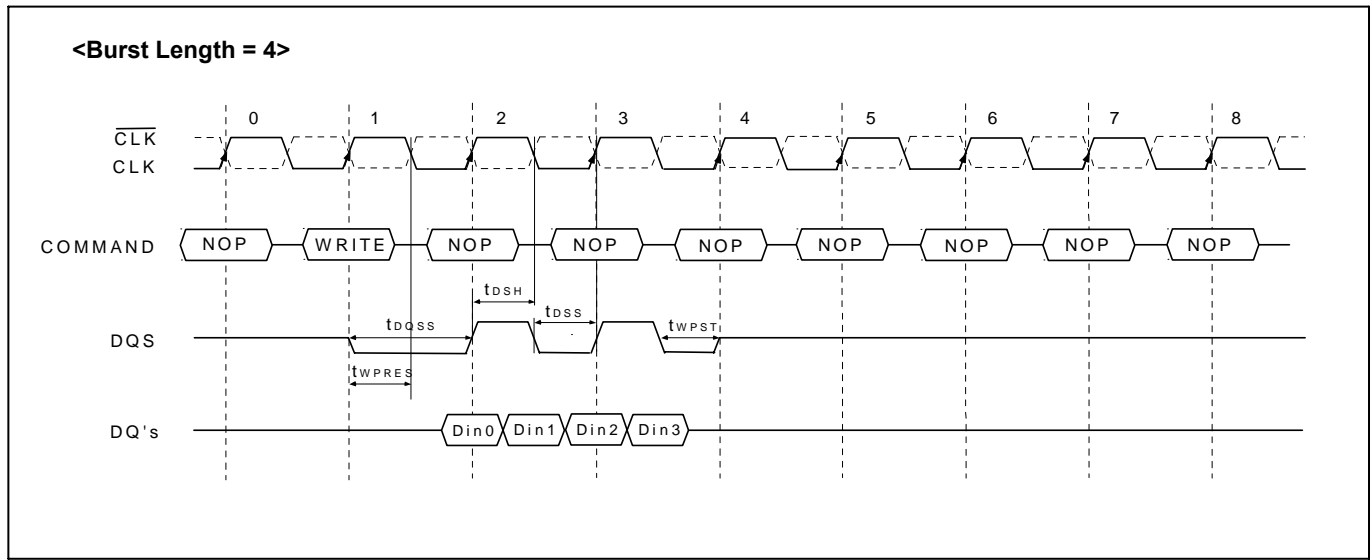 <Burst Length = 4>
0 1 2 3 4 5 6 7 8
CLK
CLK
COMMAND NOP WRITE NOP NOP NOP NOP NOP NOP NOP
tDSH
tDQSS tDSS tWPST
DQS
tWPRES
DQ's Din0 Din1 Din2 Din3